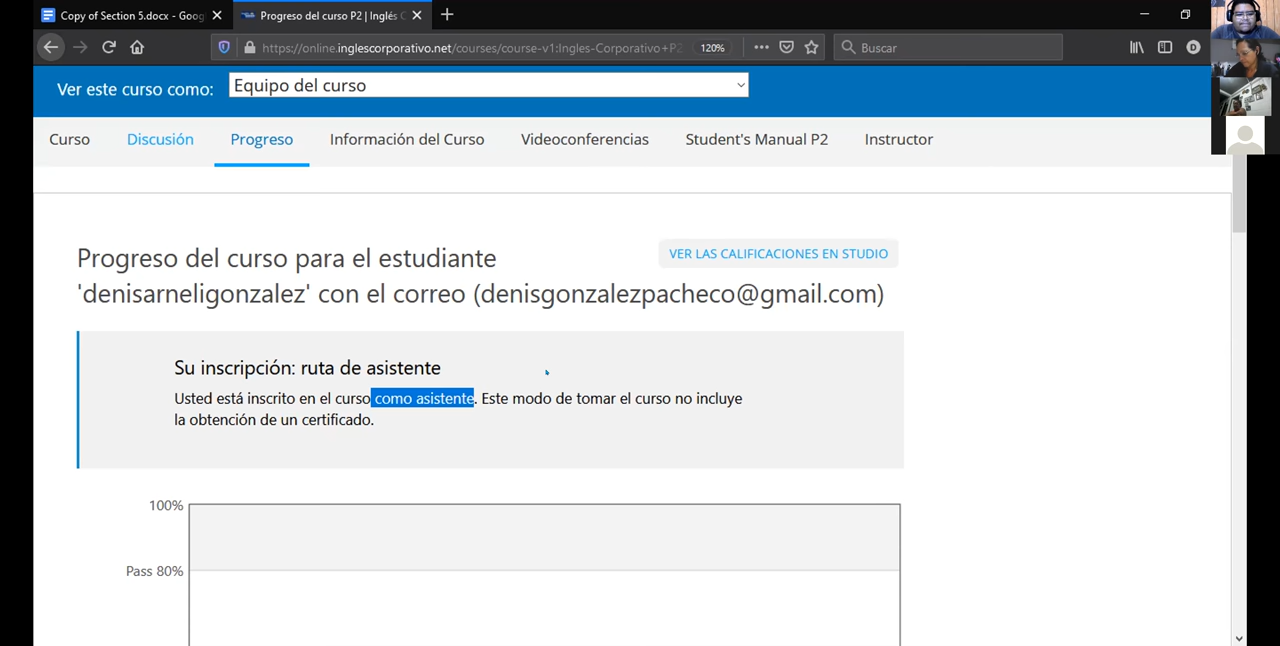 Copy of Section 5.docx - Goog
Progreso del curso P2 | Inglés C
https://online.inglescorporativo.net/courses/course-v1:Ingles-Corporativo+P2
120%
Buscar
Ver este curso como:
Equipo del curso
Curso
Discusión
Progreso
Información del Curso
Videoconferencias
Student's Manual P2
Instructor
Progreso del curso para el estudiante
'denisarneligonzalez' con el correo (denisgonzalezpacheco@gmail.com)
VER LAS CALIFICACIONES EN STUDIO
Su inscripción: ruta de asistente
Usted está inscrito en el curso como asistente. Este modo de tomar el curso no incluye
la obtención de un certificado.
100%
Pass 80%